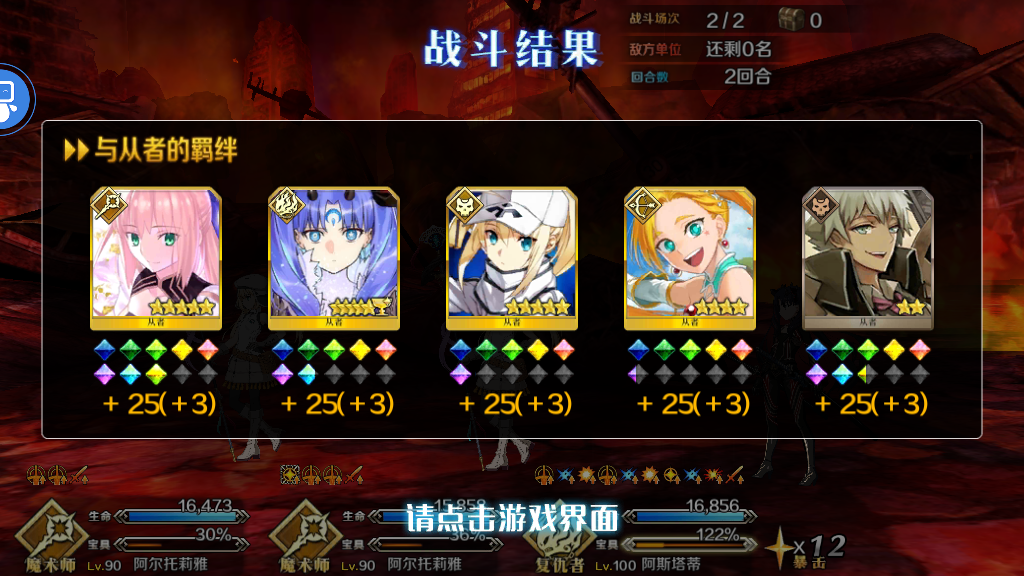 战斗结果
战斗场次 2/2 0
敌方单位 还剩0名
回合数 2回合
与从者的羁绊
从者 从者 从者 从者 从者
+ 25(+3) + 25(+3) + 25(+3) + 25(+3) + 25(+3)
生命 16,473 生命 15,858 16,856
请点击游戏界面
宝具 30% 宝具 36% 宝具 122%
x12
暴击
魔术师 Lv.90 阿尔托莉雅 魔术师 Lv.90 阿尔托莉雅 复仇者 Lv.100 阿斯塔蒂